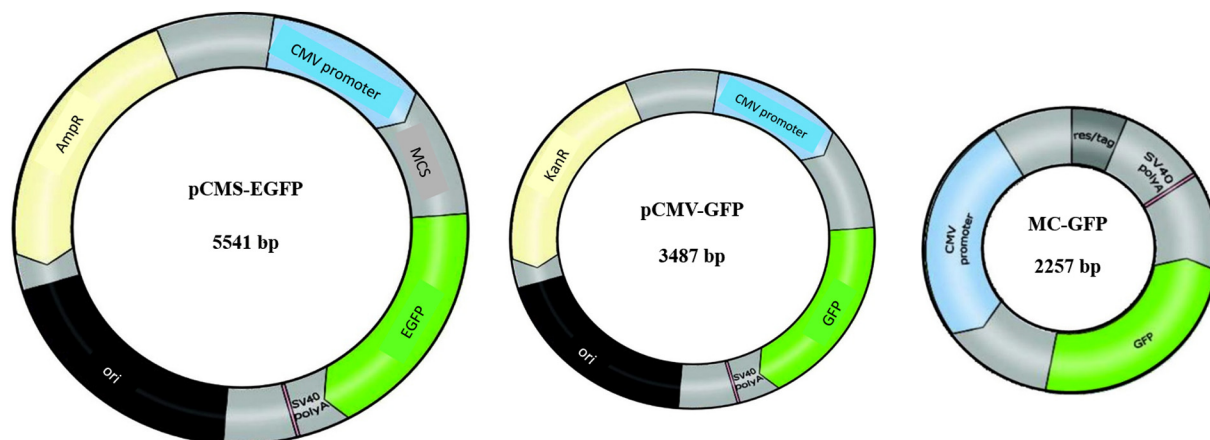 AmpR
CMV promoter
MCS
pCMS-EGFP
5541 bp
EGFP
SV40
polyA
ori
KanR
CMV promoter
pCMV-GFP
3487 bp
GFP
SV40
polyA
ori
res/tag
SV40
polyA
CMV
promoter
MC-GFP
2257 bp
GFP